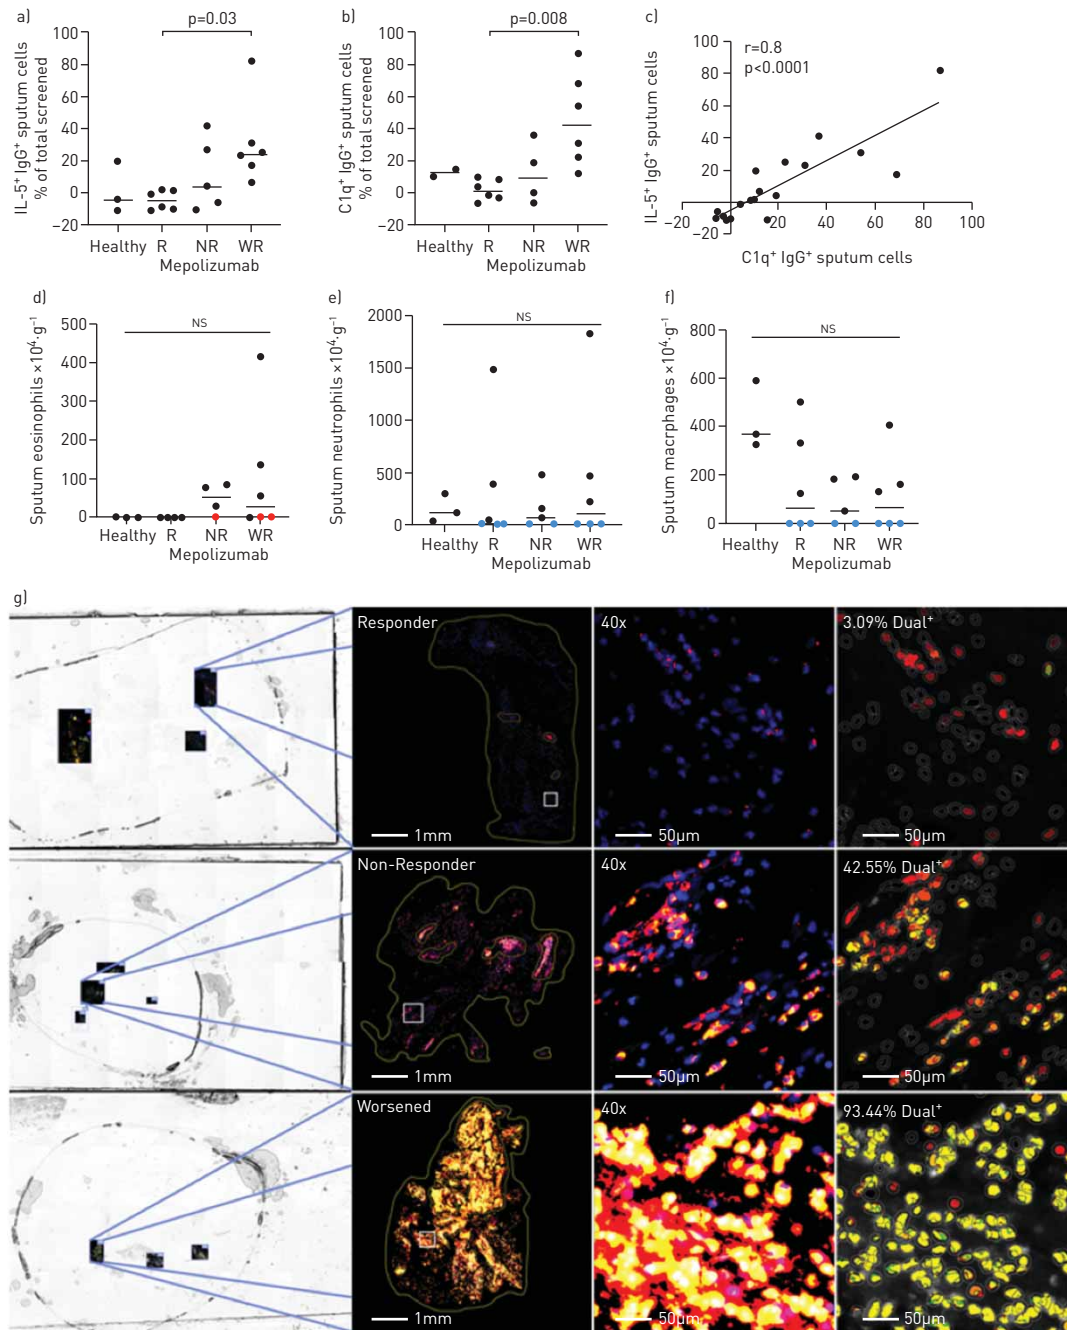 a)
p=0.03
IL-5+ IgG+ sputum cells
% of total screened
100
80
60
40
20
0
−20
Healthy R NR WR
Mepolizumab
b)
p=0.008
C1q+ IgG+ sputum cells
% of total screened
100
80
60
40
20
0
−20
Healthy R NR WR
Mepolizumab
c)
r=0.8
p<0.0001
IL-5+ IgG+ sputum cells
100
80
60
40
20
−20
−20
20 40 60 80 100
C1q+ IgG+ sputum cells
d)
NS
Sputum eosinophils ×10⁴·g⁻¹
500
400
300
200
100
0
Healthy R NR WR
Mepolizumab
e)
NS
Sputum neutrophils ×10⁴·g⁻¹
2000
1500
1000
500
0
Healthy R NR WR
Mepolizumab
f)
NS
Sputum macrphages ×10⁴·g⁻¹
800
600
400
200
0
Healthy R NR WR
Mepolizumab
g)
Responder
1mm
40x
50µm
3.09% Dual+
50µm
Non-Responder
1mm
40x
50µm
42.55% Dual+
50µm
Worsened
1mm
40x
50µm
93.44% Dual+
50µm